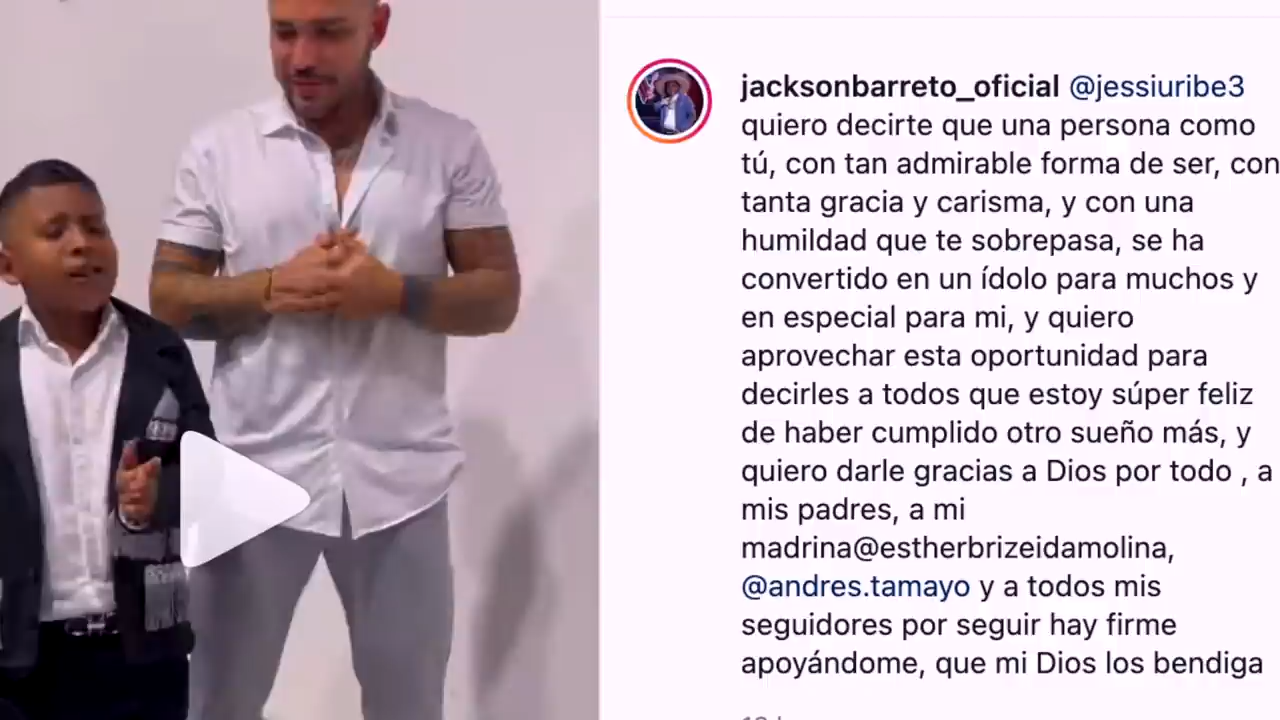 jacksonbarreto_oficial @jessiuribe3
quiero decirte que una persona como
tú, con tan admirable forma de ser, con
tanta gracia y carisma, y con una
humildad que te sobrepasa, se ha
convertido en un ídolo para muchos y
en especial para mi, y quiero
aprovechar esta oportunidad para
decirles a todos que estoy súper feliz
de haber cumplido otro sueño más, y
quiero darle gracias a Dios por todo , a
mis padres, a mi
madrina@estherbrizeidamolina,
@andres.tamayo y a todos mis
seguidores por seguir hay firme
apoyándome, que mi Dios los bendiga